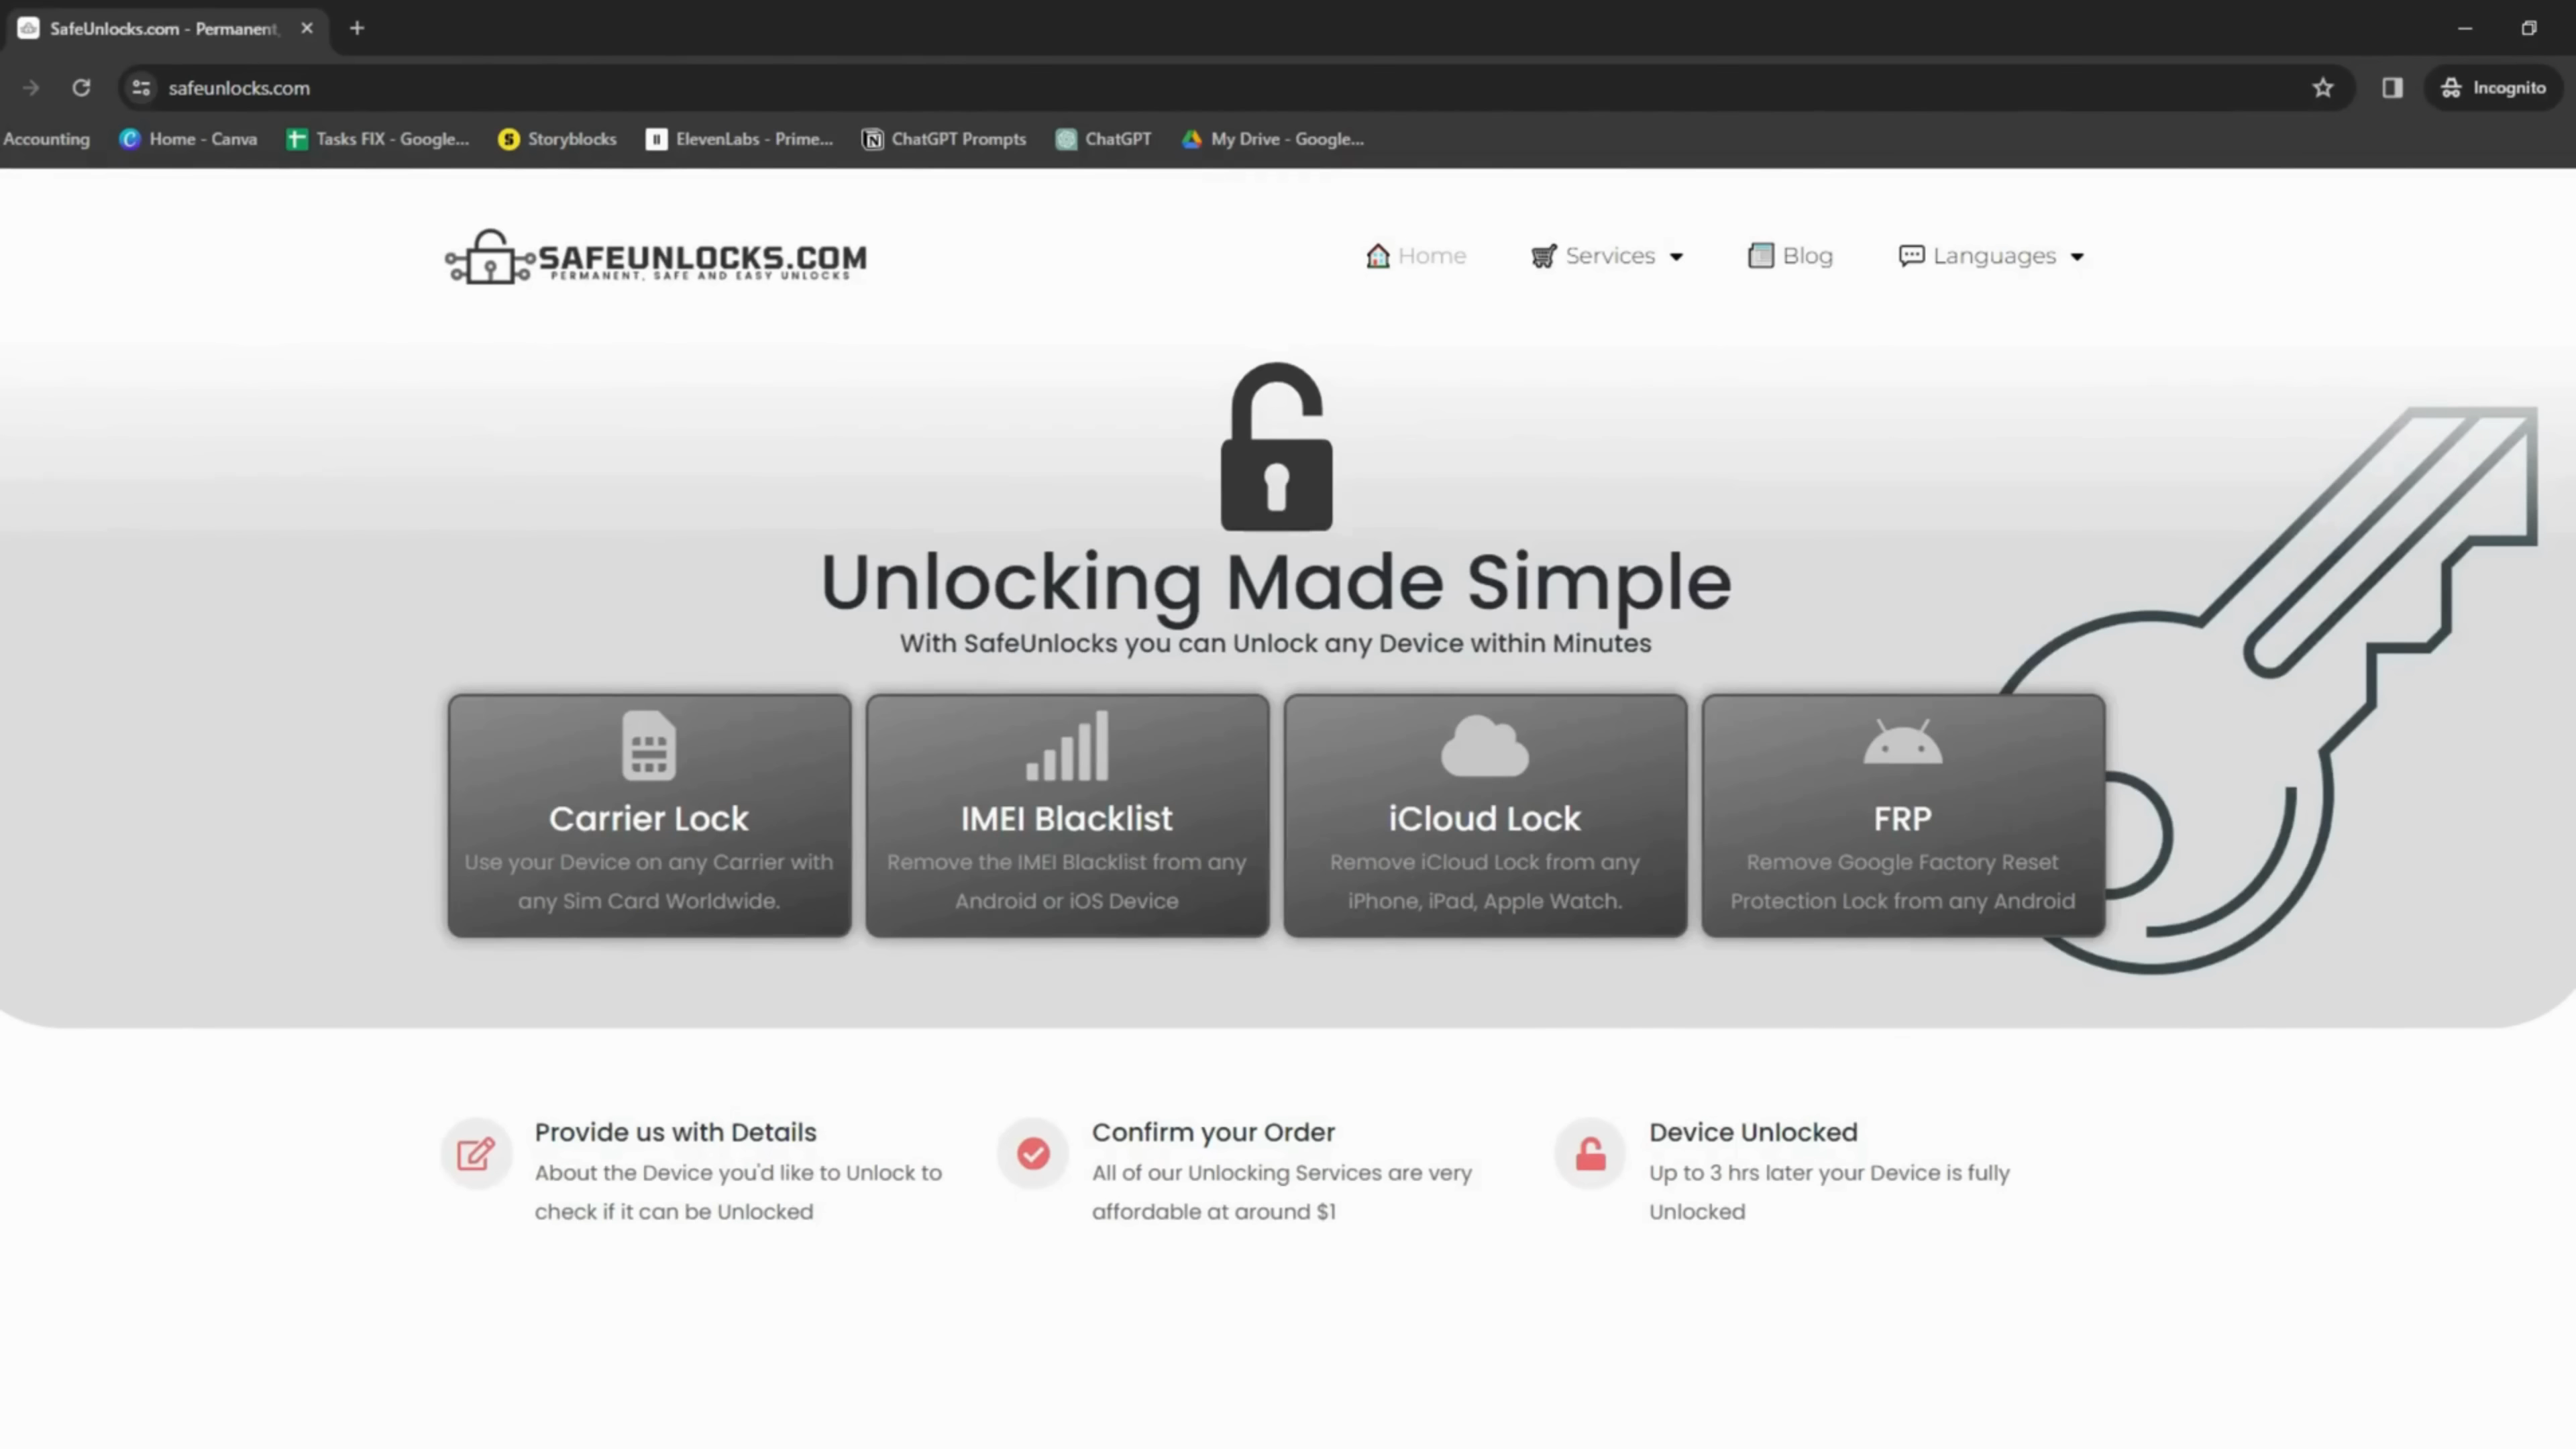 SafeUnlocks.com - Permanent,
safeunlocks.com
Incognito
Accounting
Home - Canva
Tasks FIX - Google...
Storyblocks
ElevenLabs - Prime...
ChatGPT Prompts
ChatGPT
My Drive - Google...
SAFEUNLOCKS.COM
PERMANENT, SAFE AND EASY UNLOCKS
Home
Services
Blog
Languages
Unlocking Made Simple
With SafeUnlocks you can Unlock any Device within Minutes
Carrier Lock
Use your Device on any Carrier with
any Sim Card Worldwide.
IMEI Blacklist
Remove the IMEI Blacklist from any
Android or iOS Device
iCloud Lock
Remove iCloud Lock from any
iPhone, iPad, Apple Watch.
FRP
Remove Google Factory Reset
Protection Lock from any Android
Provide us with Details
About the Device you'd like to Unlock to
check if it can be Unlocked
Confirm your Order
All of our Unlocking Services are very
affordable at around $1
Device Unlocked
Up to 3 hrs later your Device is fully
Unlocked